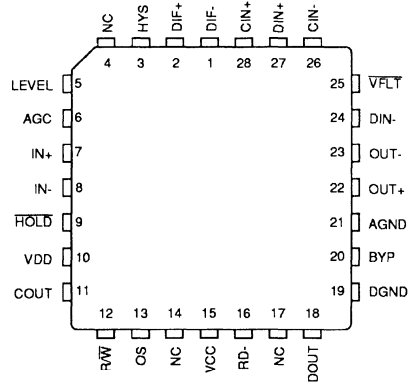 NC HYS DIF+ DIF- CIN+ DIN+ CIN-
4 3 2 1 28 27 26
LEVEL 5 25 V̅F̅L̅T̅
AGC 6 24 DIN-
IN+ 7 23 OUT-
IN- 8 22 OUT+
H̅O̅L̅D̅ 9 21 AGND
VDD 10 20 BYP
COUT 11 19 DGND
12 13 14 15 16 17 18
R/W̅ OS NC VCC RD- NC DOUT